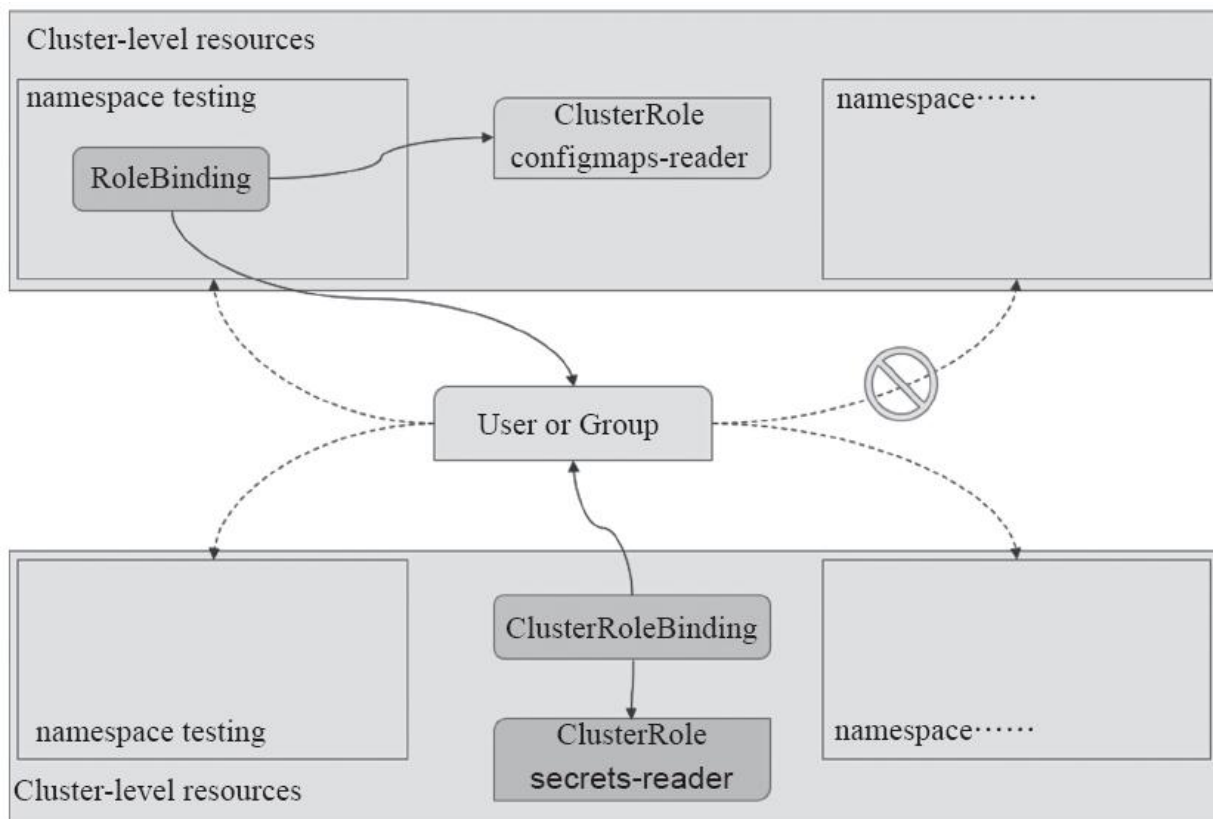 Cluster-level resources
namespace testing
ClusterRole
configmaps-reader
namespace⋯⋯
RoleBinding
User or Group
ClusterRoleBinding
namespace testing
ClusterRole
secrets-reader
namespace⋯⋯
Cluster-level resources